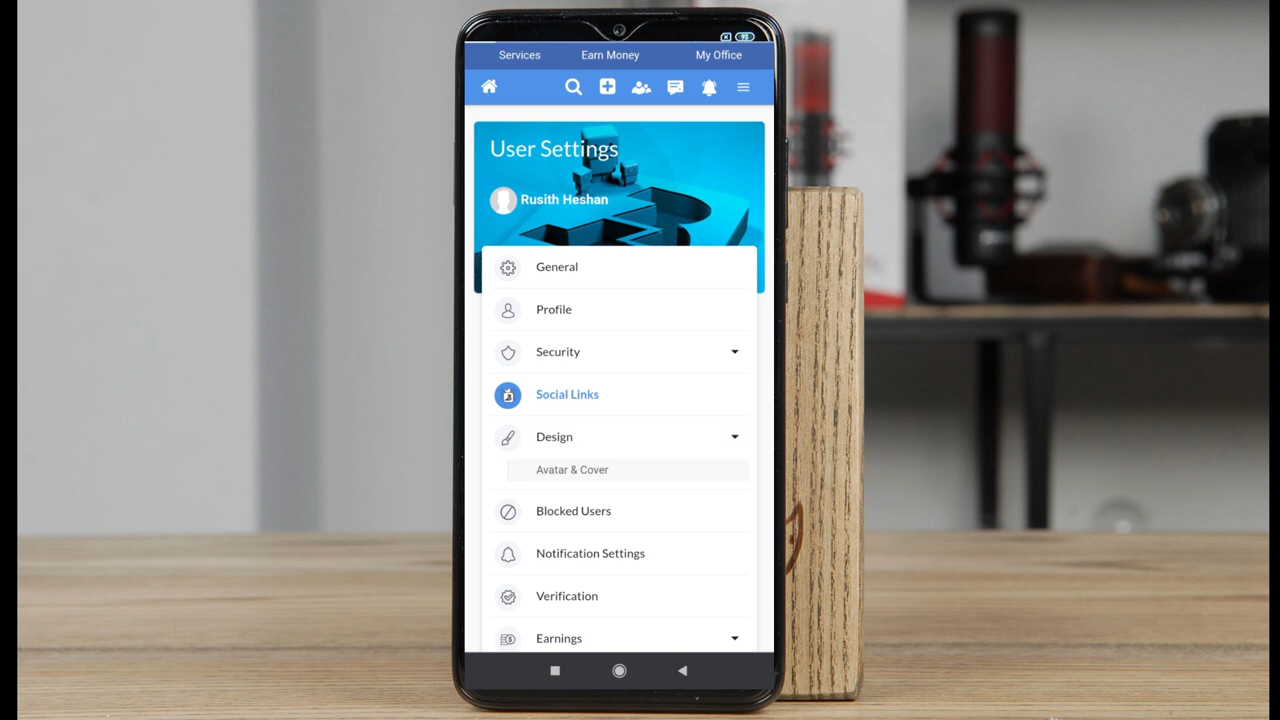 93
Services Earn Money My Office
User Settings
Rusith Heshan
General
Profile
Security
Social Links
Design
Avatar & Cover
Blocked Users
Notification Settings
Verification
Earnings